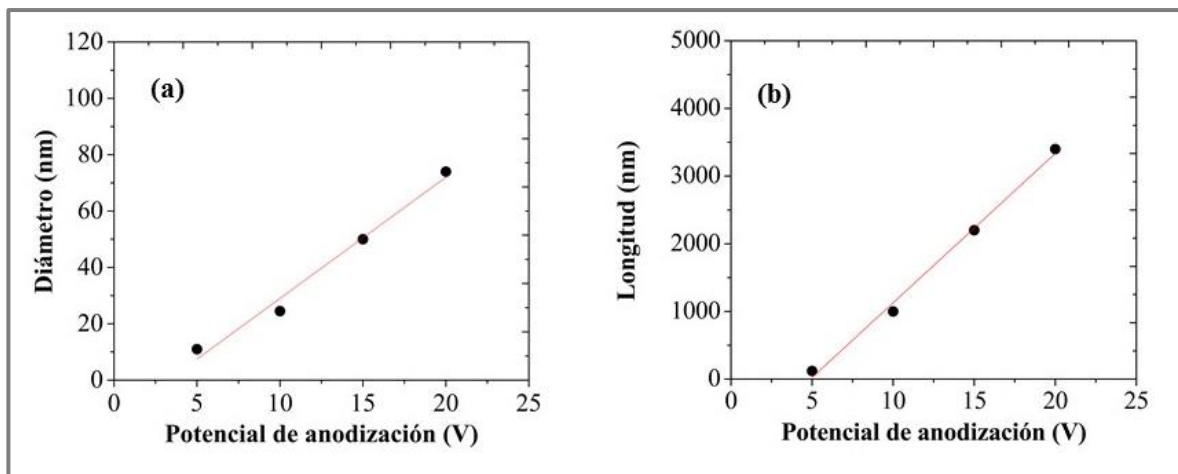 120
100
80
60
40
20
0
(a)
Diámetro (nm)
0 5 10 15 20 25
Potencial de anodización (V)
5000
4000
3000
2000
1000
0
(b)
Longitud (nm)
0 5 10 15 20 25
Potencial de anodización (V)